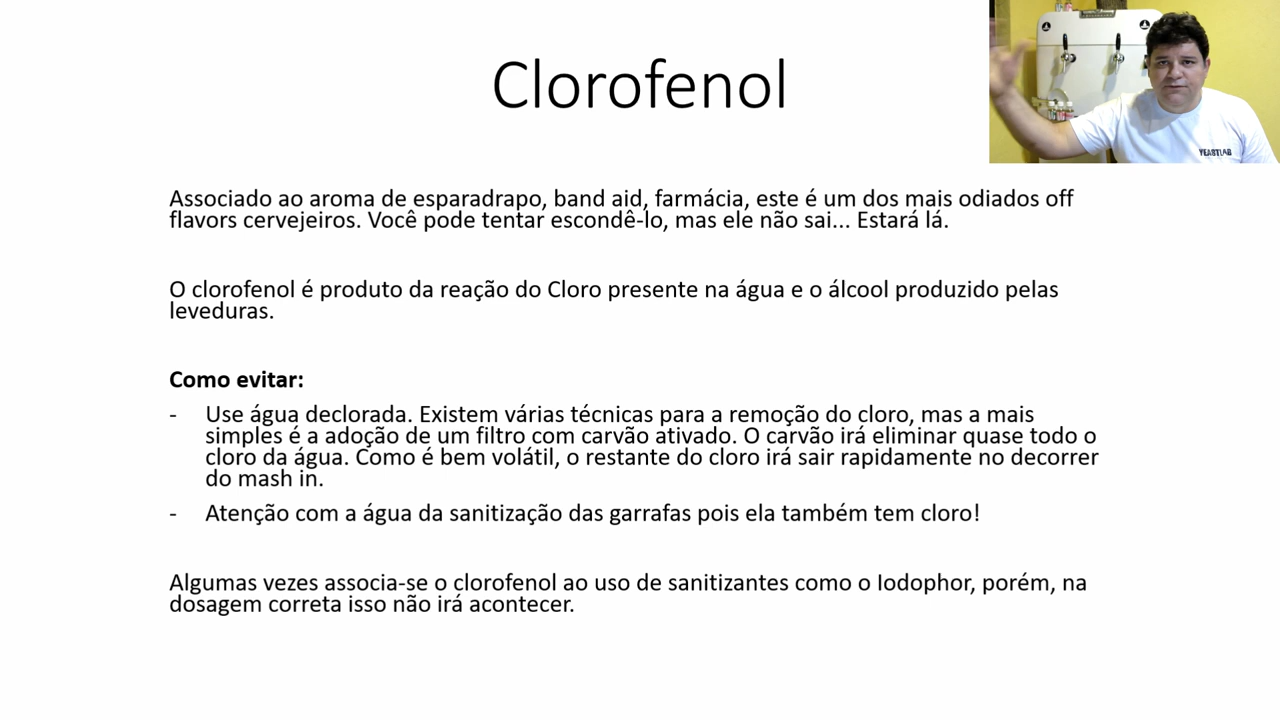 Clorofenol
YEASTLAB
Associado ao aroma de esparadrapo, band aid, farmácia, este é um dos mais odiados off
flavors cervejeiros. Você pode tentar escondê-lo, mas ele não sai... Estará lá.
O clorofenol é produto da reação do Cloro presente na água e o álcool produzido pelas
leveduras.
Como evitar:
- Use água declorada. Existem várias técnicas para a remoção do cloro, mas a mais
simples é a adoção de um filtro com carvão ativado. O carvão irá eliminar quase todo o
cloro da água. Como é bem volátil, o restante do cloro irá sair rapidamente no decorrer
do mash in.
- Atenção com a água da sanitização das garrafas pois ela também tem cloro!
Algumas vezes associa-se o clorofenol ao uso de sanitizantes como o Iodophor, porém, na
dosagem correta isso não irá acontecer.